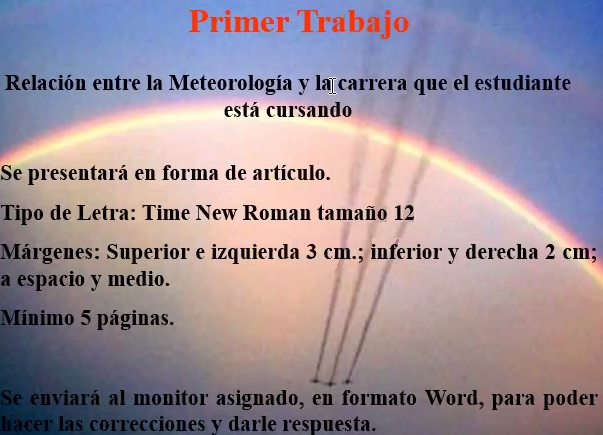 Primer Trabajo
Relación entre la Meteorología y la carrera que el estudiante
está cursando
Se presentará en forma de artículo.
Tipo de Letra: Time New Roman tamaño 12
Márgenes: Superior e izquierda 3 cm.; inferior y derecha 2 cm;
a espacio y medio.
Mínimo 5 páginas.
Se enviará al monitor asignado, en formato Word, para poder
hacer las correcciones y darle respuesta.